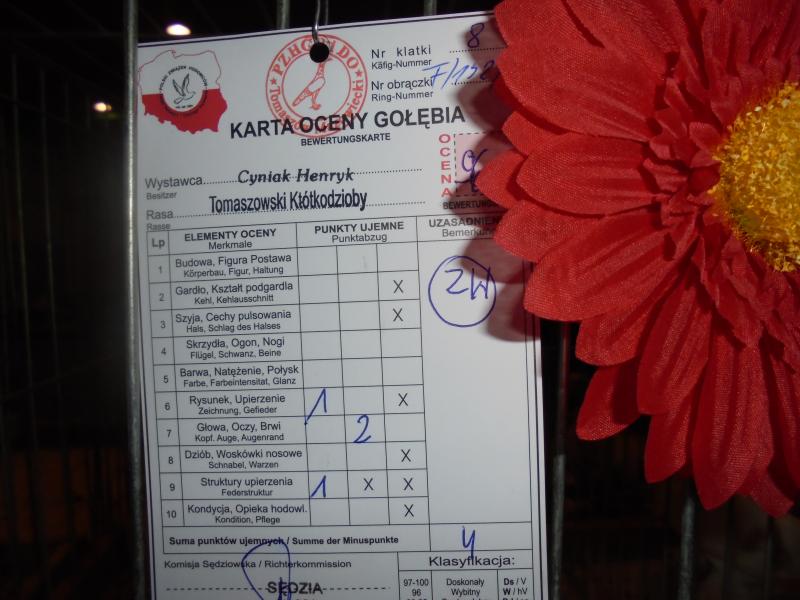 PZHGR I DO
Nr klatki 8
Käfig-Nummer
Nr obrączki
Ring-Nummer
KARTA OCENY GOŁĘBIA
BEWERTUNGSKARTE
OCENA
Wystawca Cyniak Henryk
Besitzer
Rasa Tomaszowski Kłótkodzioby
Rasse
Lp ELEMENTY OCENY PUNKTY UJEMNE
Merkmale Punktabzug
1 Budowa, Figura Postawa
Körperbau, Figur, Haltung
2 Gardło, Kształt podgardla X
Kehl, Kehlausschnitt
3 Szyja, Cechy pulsowania X
Hals, Schlag des Halses
4 Skrzydła, Ogon, Nogi
Flügel, Schwanz, Beine
5 Barwa, Natężenie, Połysk
Farbe, Farbeintensitat, Glanz
6 Rysunek, Upierzenie 1 X
Zeichnung, Gefieder
7 Głowa, Oczy, Brwi 2
Kopf. Auge, Augenrand
8 Dziób, Woskówki nosowe X
Schnabel, Warzen
9 Struktury upierzenia 1 X X
Federstruktur
10 Kondycja, Opieka hodowl. X
Kondition, Pflege
ZW
Suma punktów ujemnych / Summe der Minuspunkte 4
Komisja Sędziowska / Richterkommission
SĘDZIA
Klasyfikacja:
97-100 Doskonały Ds / V
96 Wybitny W / hV